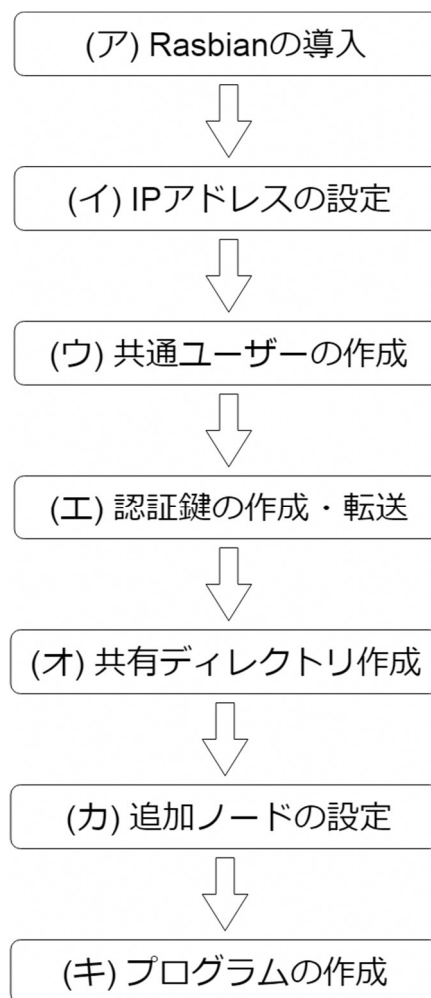 (ア) Rasbianの導入
(イ) IPアドレスの設定
(ウ) 共通ユーザーの作成
(エ) 認証鍵の作成・転送
(オ) 共有ディレクトリ作成
(カ) 追加ノードの設定
(キ) プログラムの作成